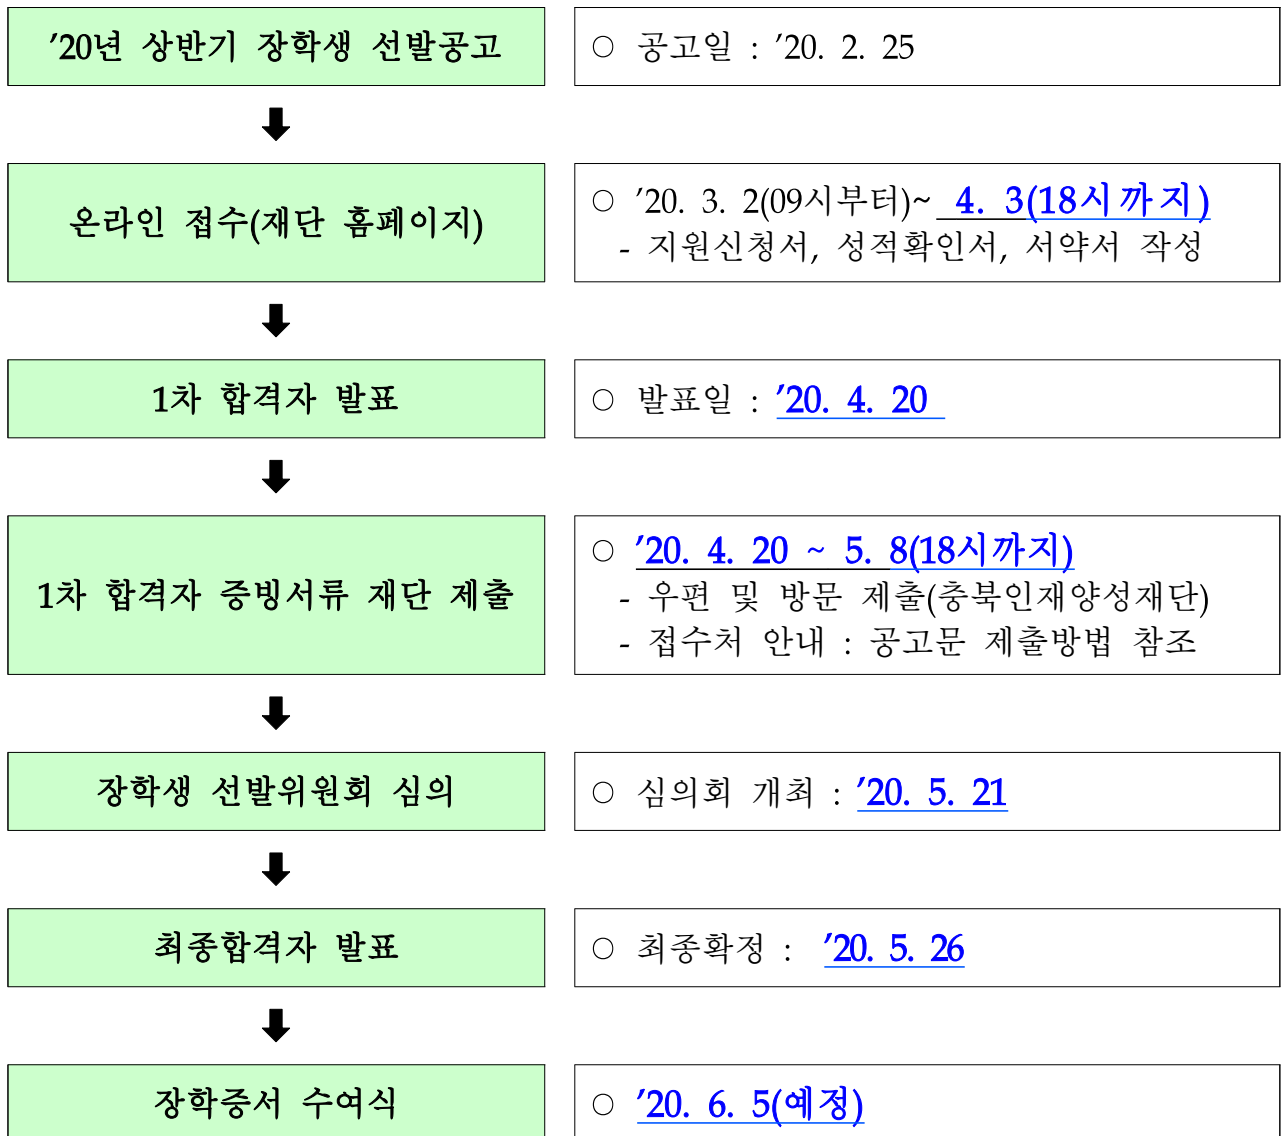 ′20년 상반기 장학생 선발공고
○ 공고일 : ′20. 2. 25
온라인 접수(재단 홈페이지)
○ ′20. 3. 2(09시부터)~ 4. 3(18시까지)
- 지원신청서, 성적확인서, 서약서 작성
1차 합격자 발표
○ 발표일 : ′20. 4. 20
1차 합격자 증빙서류 재단 제출
○ ′20. 4. 20 ~ 5. 8(18시까지)
- 우편 및 방문 제출(충북인재양성재단)
- 접수처 안내 : 공고문 제출방법 참조
장학생 선발위원회 심의
○ 심의회 개최 : ′20. 5. 21
최종합격자 발표
○ 최종확정 : ′20. 5. 26
장학증서 수여식
○ ′20. 6. 5(예정)